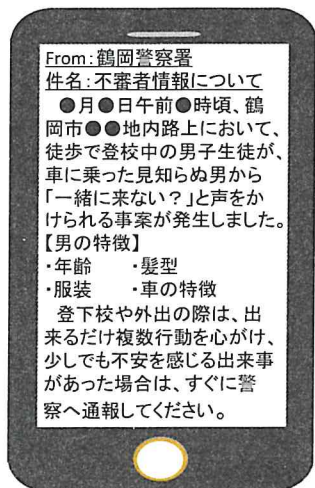 From:鶴岡警察署
件名:不審者情報について
●月●日午前●時頃、鶴
岡市●●地内路上において、
徒歩で登校中の男子生徒が、
車に乗った見知らぬ男から
「一緒に来ない？」と声をか
けられる事案が発生しました。
【男の特徴】
・年齢　・髪型
・服装　・車の特徴
登下校や外出の際は、出
来るだけ複数行動を心がけ、
少しでも不安を感じる出来事
があった場合は、すぐに警
察へ通報してください。